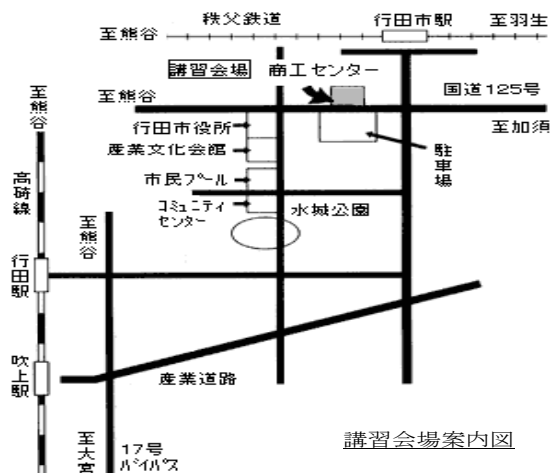 秩父鉄道
行田市駅
至羽生
至熊谷
講習会場
商工センター
国道125号
至熊谷
至加須
行田市役所
産業文化会館
駐車場
市民プール
コミュニティ
センター
水城公園
至熊谷
高碕線
至熊谷
行田駅
吹上駅
産業道路
至大宮
17号
バイパス
講習会場案内図